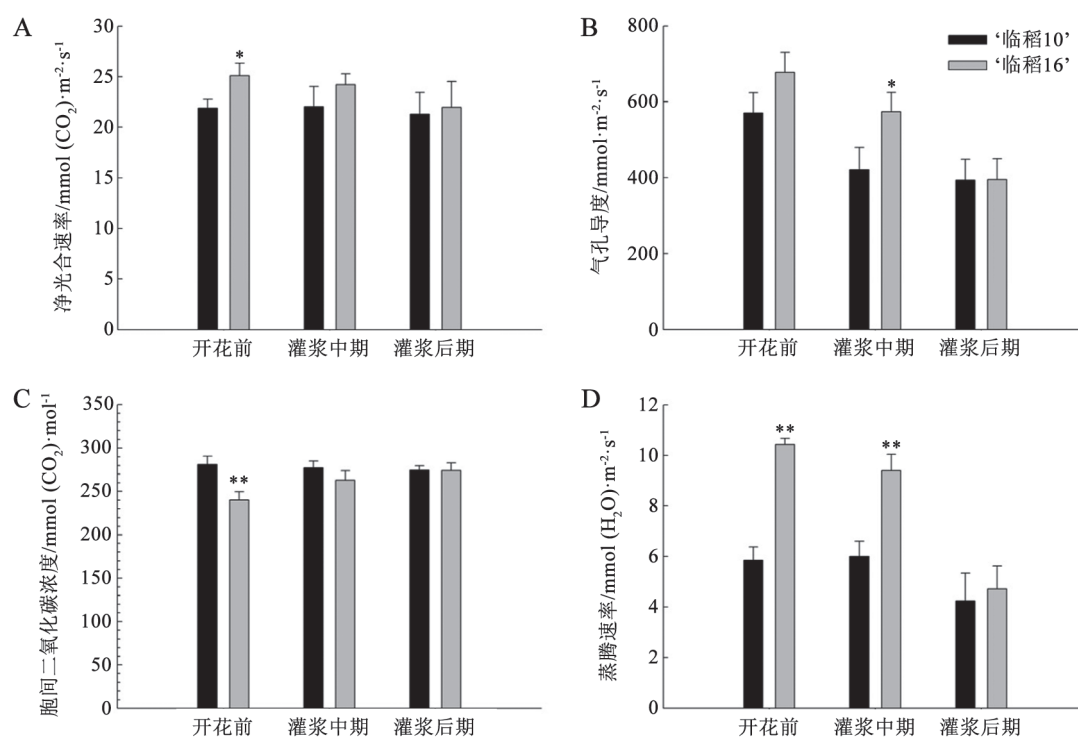 A
净光合速率/mmol (CO₂)·m⁻²·s⁻¹
30
25
20
15
10
5
0
*
开花前
灌浆中期
灌浆后期
B
气孔导度/mmol·m⁻²·s⁻¹
800
600
400
200
0
*
‘临稻10’
‘临稻16’
开花前
灌浆中期
灌浆后期
C
胞间二氧化碳浓度/mmol (CO₂)·mol⁻¹
350
300
250
200
150
100
50
0
**
开花前
灌浆中期
灌浆后期
D
蒸腾速率/mmol (H₂O)·m⁻²·s⁻¹
12
10
8
6
4
2
0
**
**
开花前
灌浆中期
灌浆后期